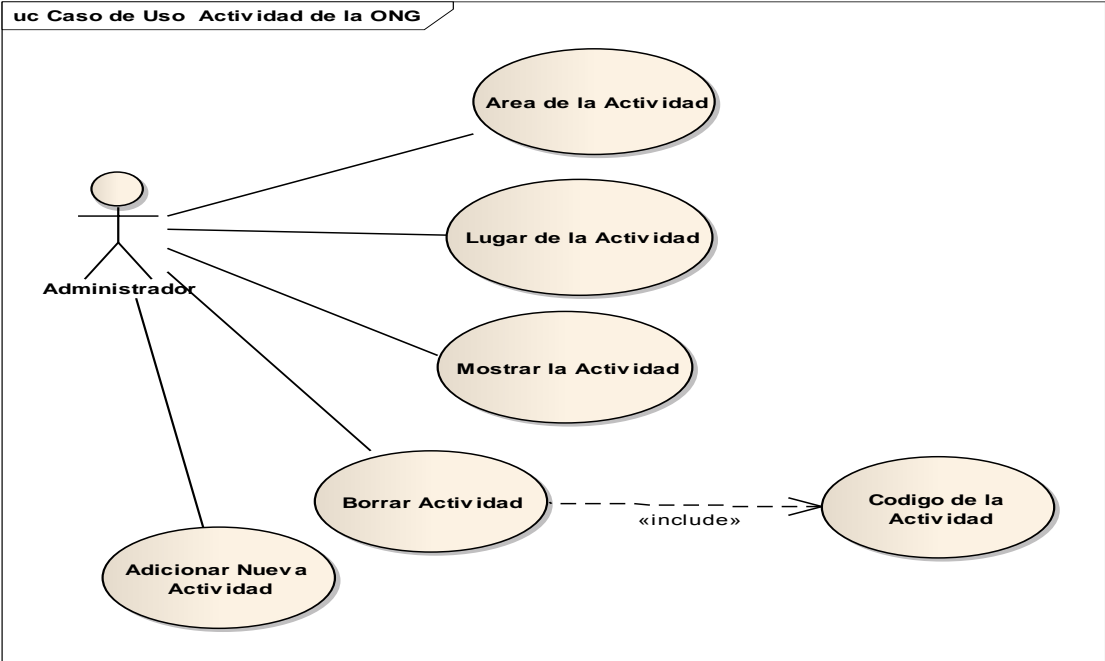 uc Caso de Uso Actividad de la ONG
Area de la Actividad
Lugar de la Actividad
Administrador
Mostrar la Actividad
Borrar Actividad
«include»
Codigo de la
Actividad
Adicionar Nueva
Actividad